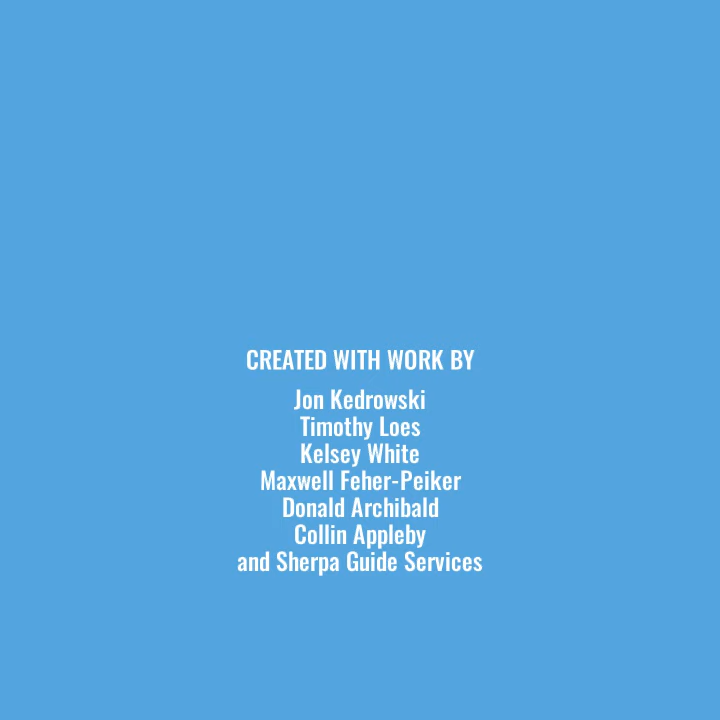 CREATED WITH WORK BY
Jon Kedrowski
Timothy Loes
Kelsey White
Maxwell Feher-Peiker
Donald Archibald
Collin Appleby
and Sherpa Guide Services